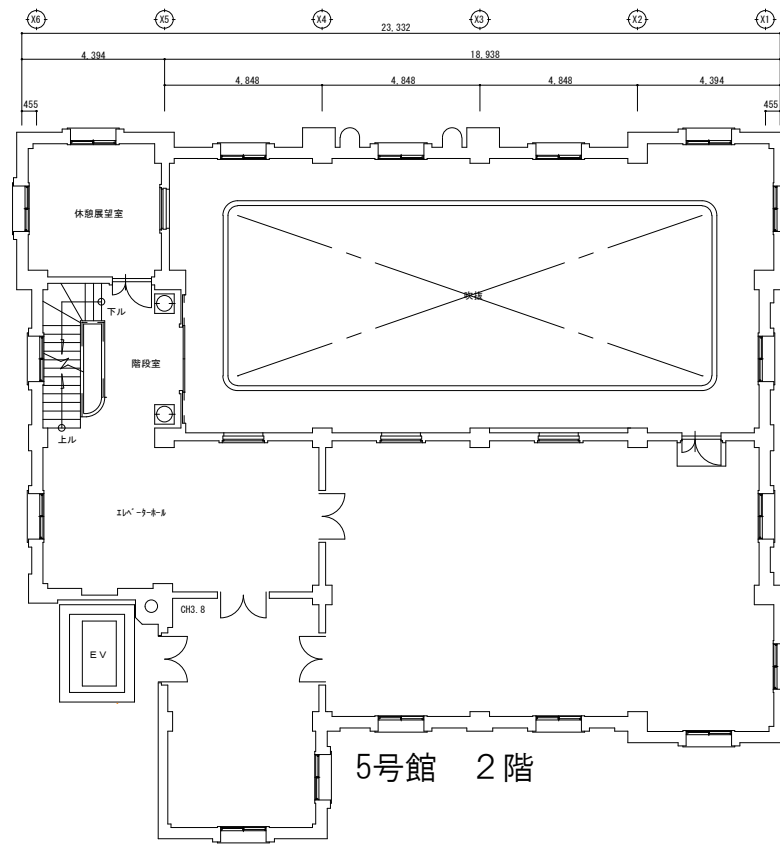 X6 X5 X4 X3 X2 X1
23,332
4,394 18,938
4,848 4,848 4,848 4,394
455 455
休憩展望室
吹抜
下ル
階段室
上ル
エレベーターホール
CH3.8
EV
5号館 2階